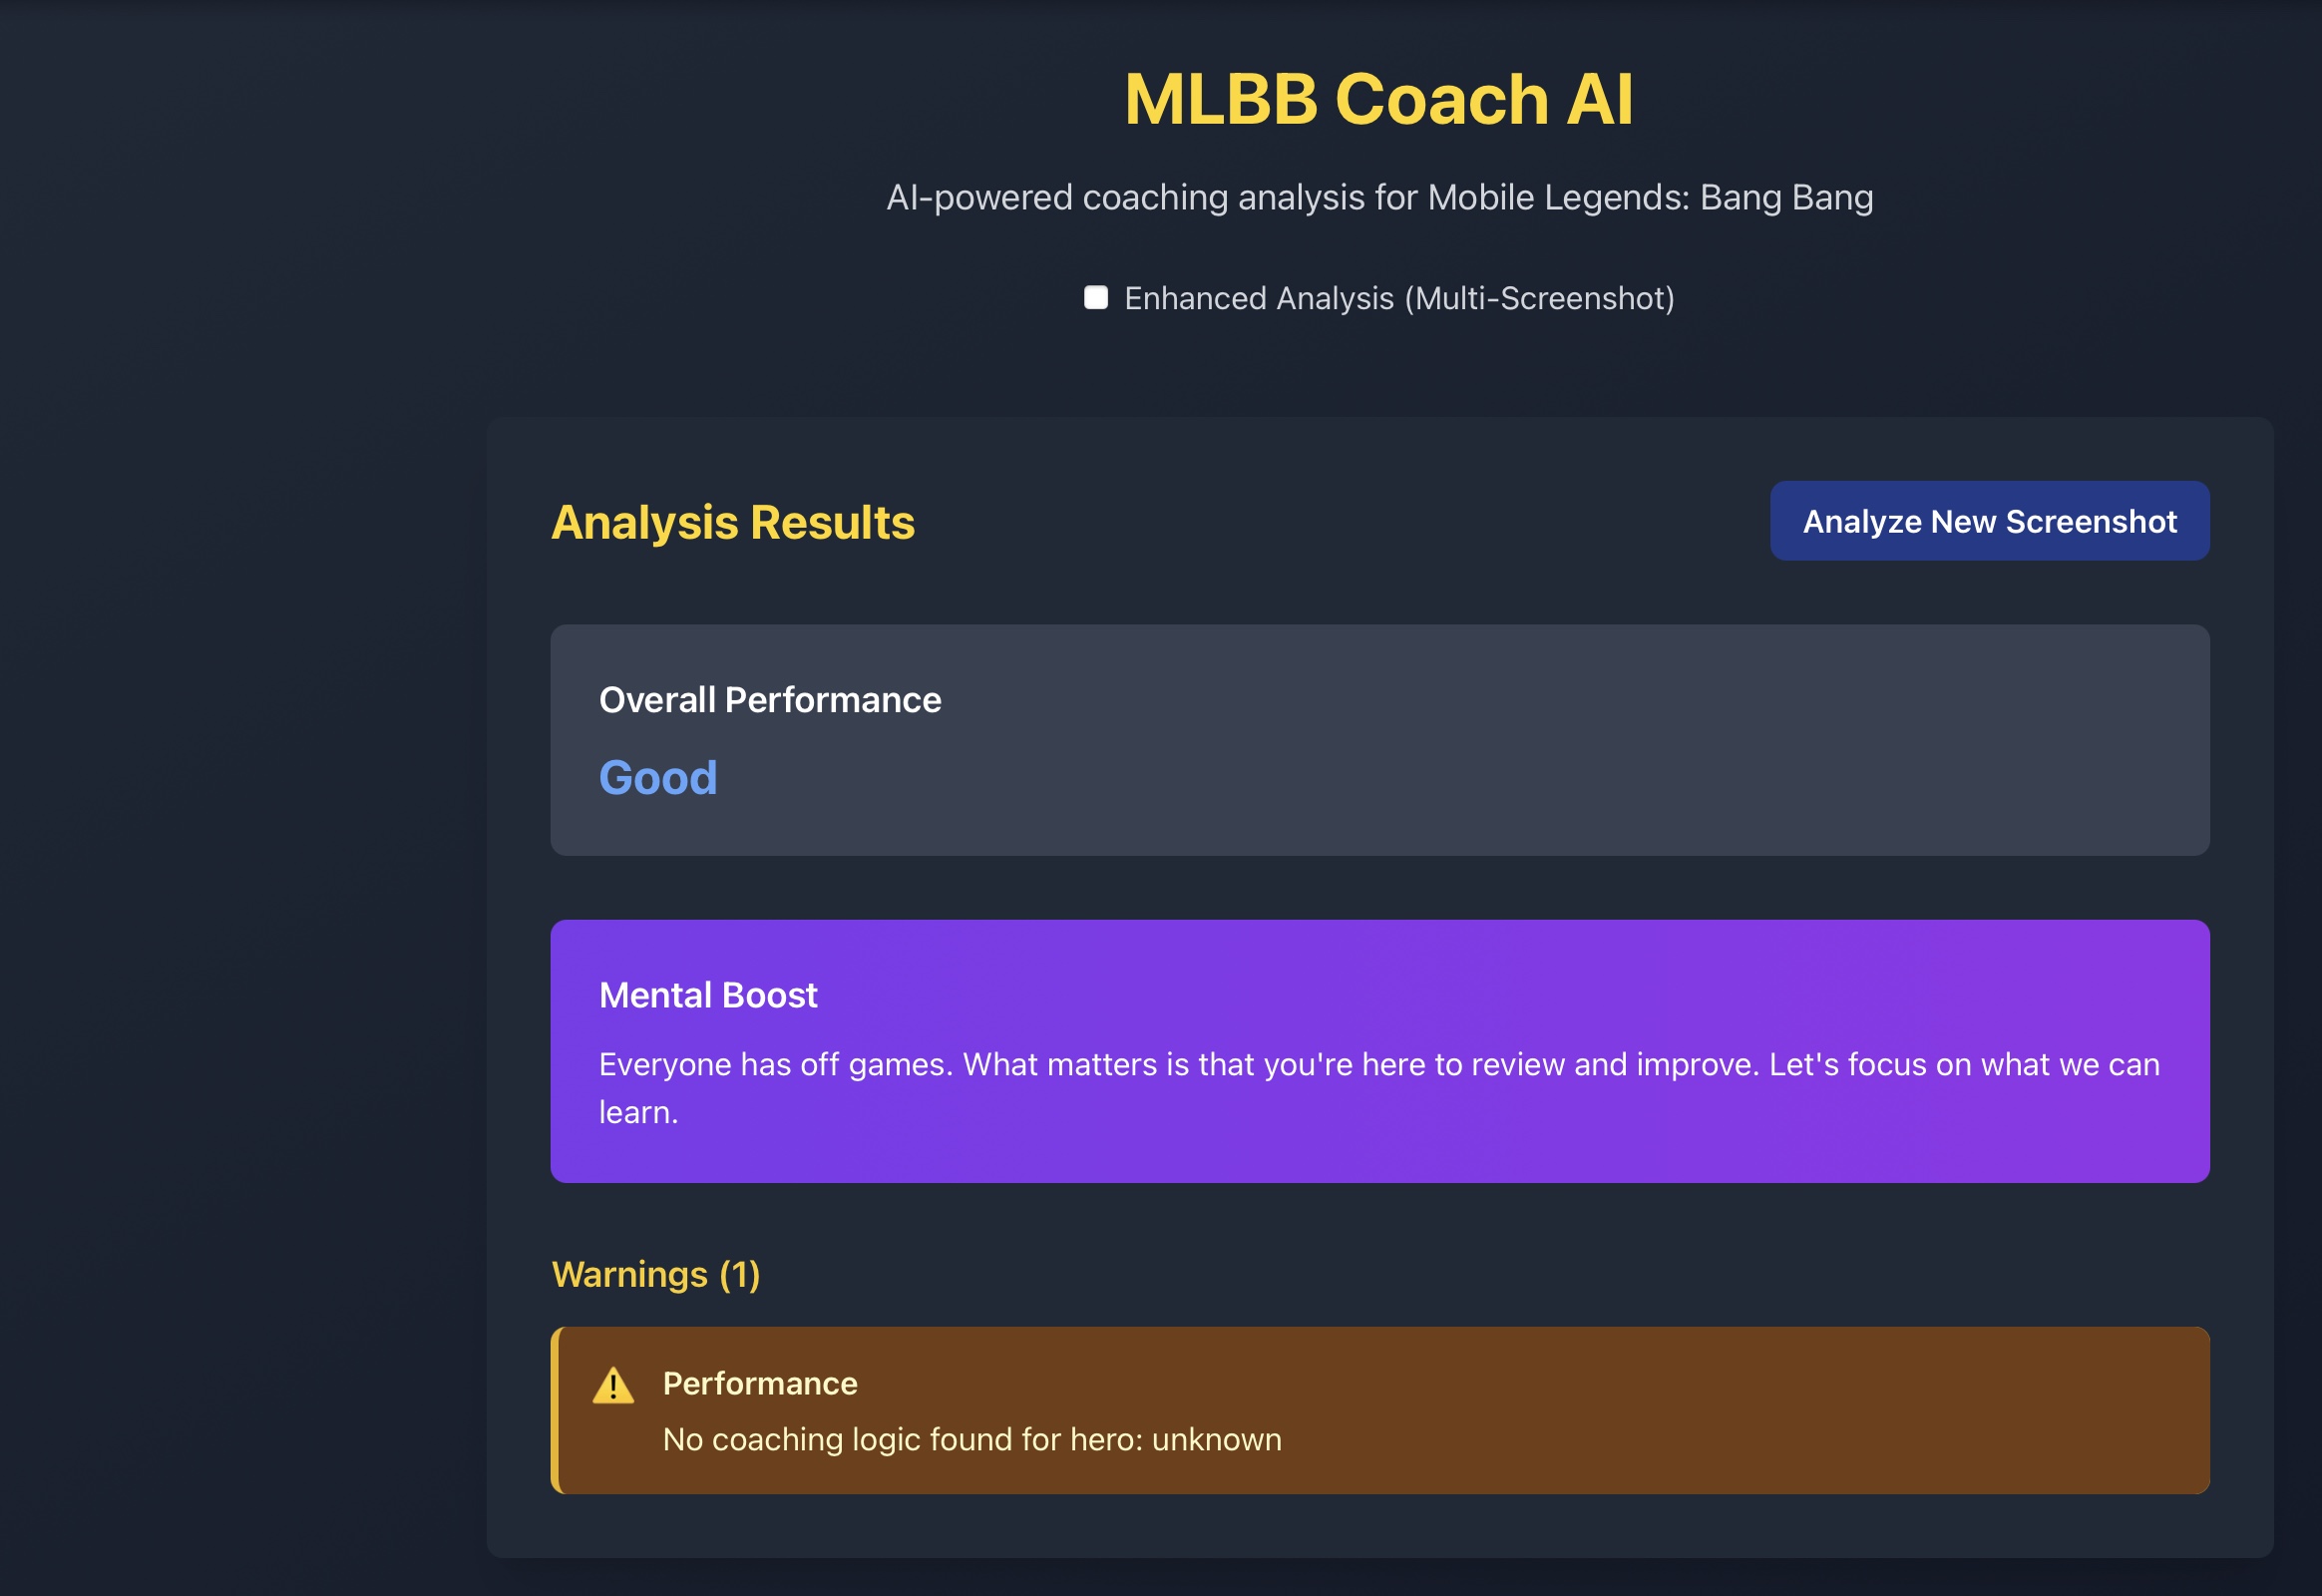 MLBB Coach AI
AI-powered coaching analysis for Mobile Legends: Bang Bang
Enhanced Analysis (Multi-Screenshot)
Analysis Results
Analyze New Screenshot
Overall Performance
Good
Mental Boost
Everyone has off games. What matters is that you're here to review and improve. Let's focus on what we can
learn.
Warnings (1)
Performance
No coaching logic found for hero: unknown